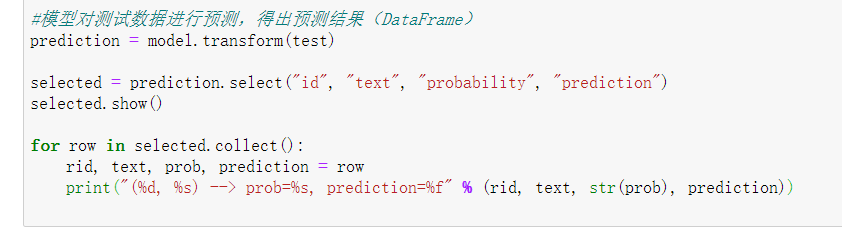 #模型对测试数据进行预测，得出预测结果（DataFrame）
prediction = model.transform(test)
selected = prediction.select("id", "text", "probability", "prediction")
selected.show()
for row in selected.collect():
    rid, text, prob, prediction = row
    print("(%d, %s) --> prob=%s, prediction=%f" % (rid, text, str(prob), prediction))